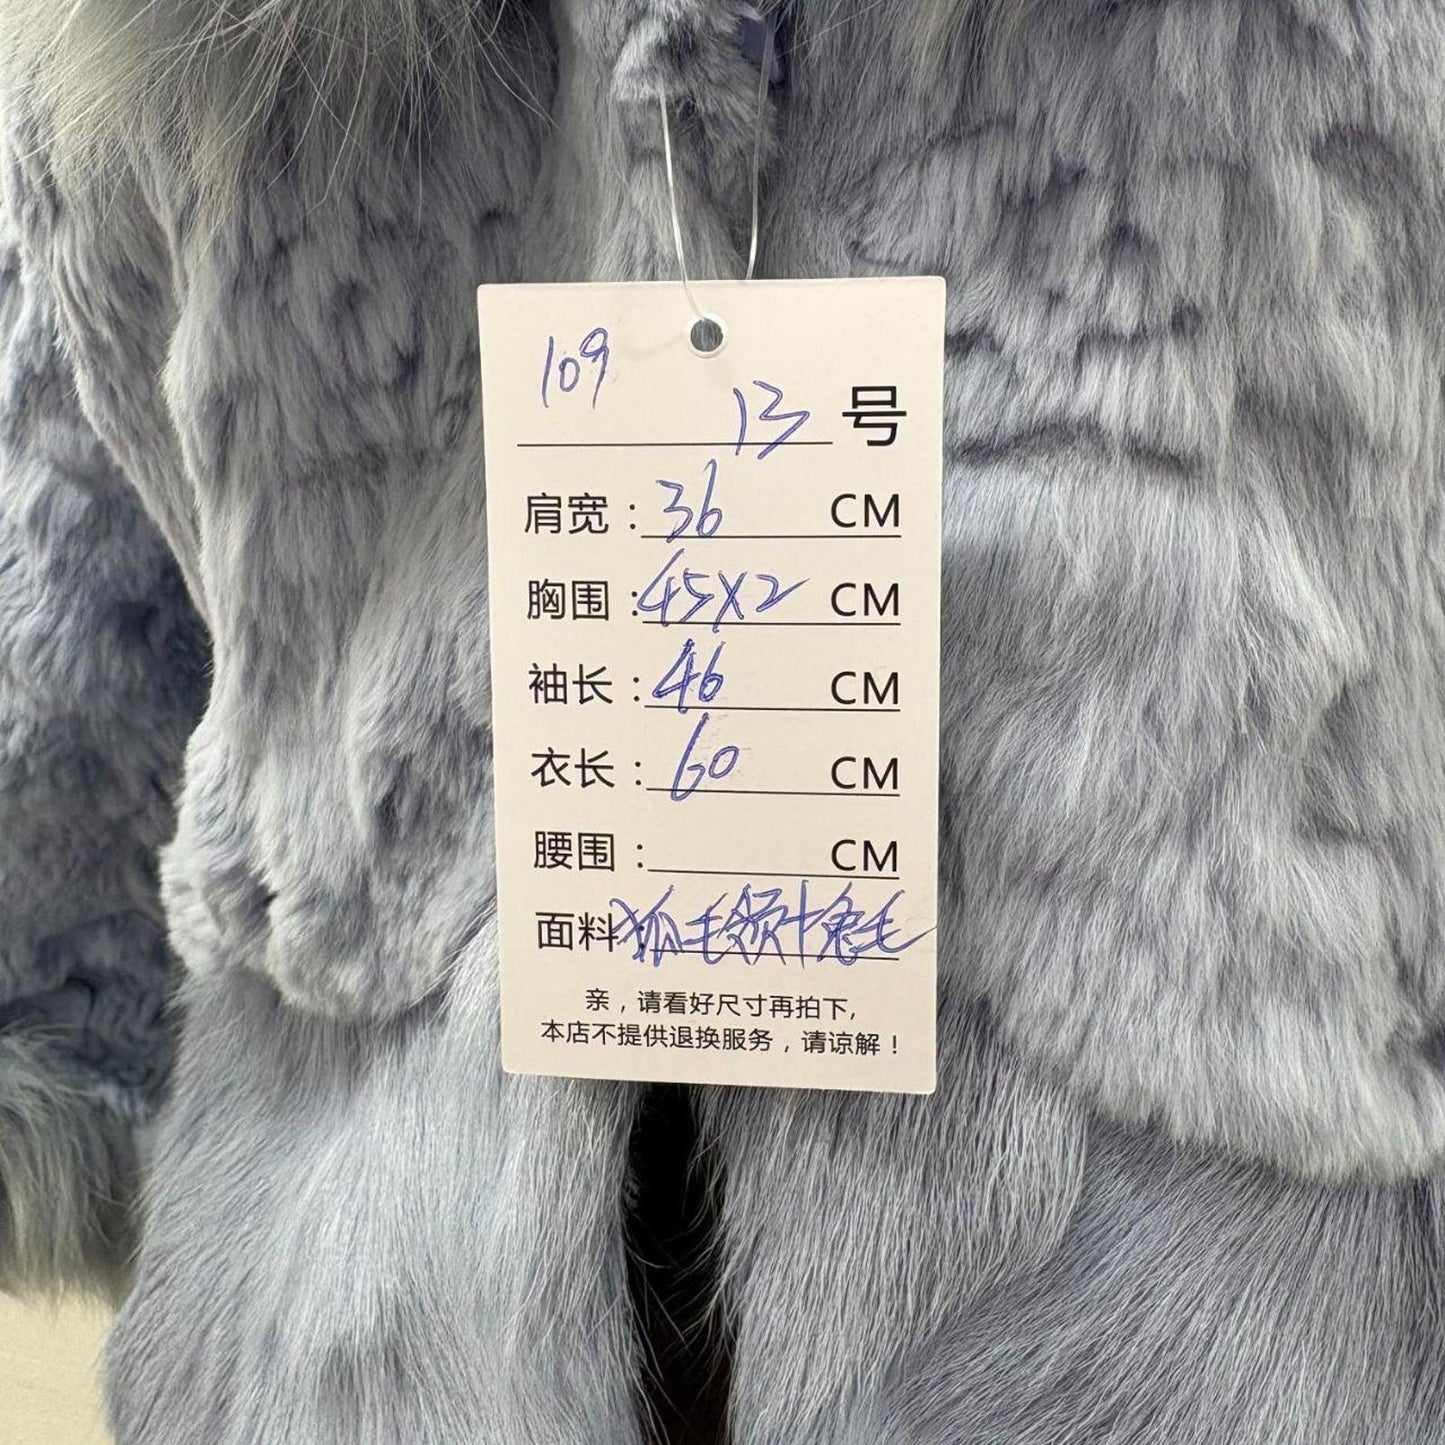 109
13 号
肩宽：36 CM
胸围：45X2 CM
袖长：46 CM
衣长：60 CM
腰围： CM
面料：狐毛领十兔毛
亲，请看好尺寸再拍下，
本店不提供退换服务，请谅解！